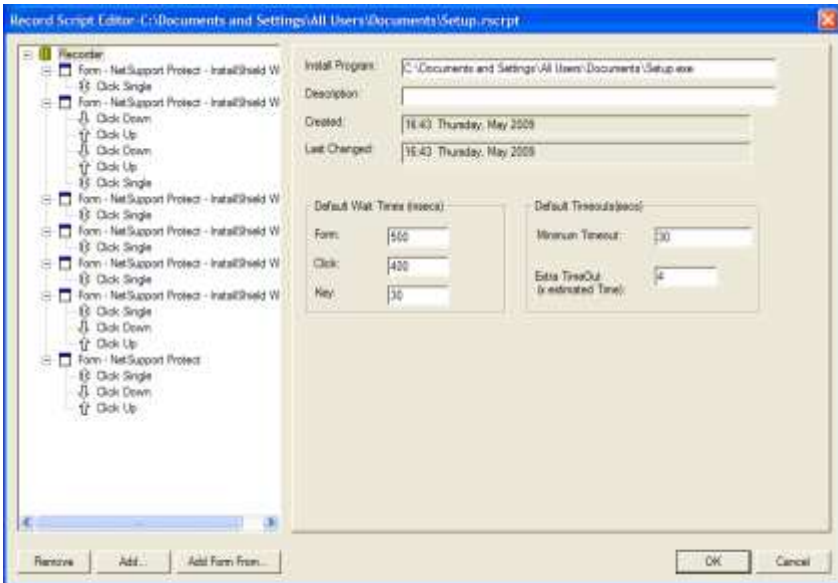 Record Script Editor-C:\Documents and Settings\All Users\Documents\Setup.rscrpt
Recorder
Form - NetSupport Protect - InstallShield W
Click Single
Form - NetSupport Protect - InstallShield W
Click Down
Click Up
Click Down
Click Up
Click Single
Form - NetSupport Protect - InstallShield W
Click Single
Form - NetSupport Protect - InstallShield W
Click Single
Form - NetSupport Protect - InstallShield W
Click Single
Form - NetSupport Protect - InstallShield W
Click Single
Click Down
Click Up
Form - NetSupport Protect
Click Single
Click Down
Click Up
Install Program: C:\Documents and Settings\All Users\Documents\Setup.exe
Description:
Created: 16:43 Thursday, May 2009
Last Changed: 16:43 Thursday, May 2009
Default Wait Times (msecs)
Form: 500
Click: 400
Key: 30
Default Timeouts(secs)
Minimum Timeout: 30
Extra TimeOut 4
(x estimated Time):
Remove
Add...
Add Form From...
OK
Cancel